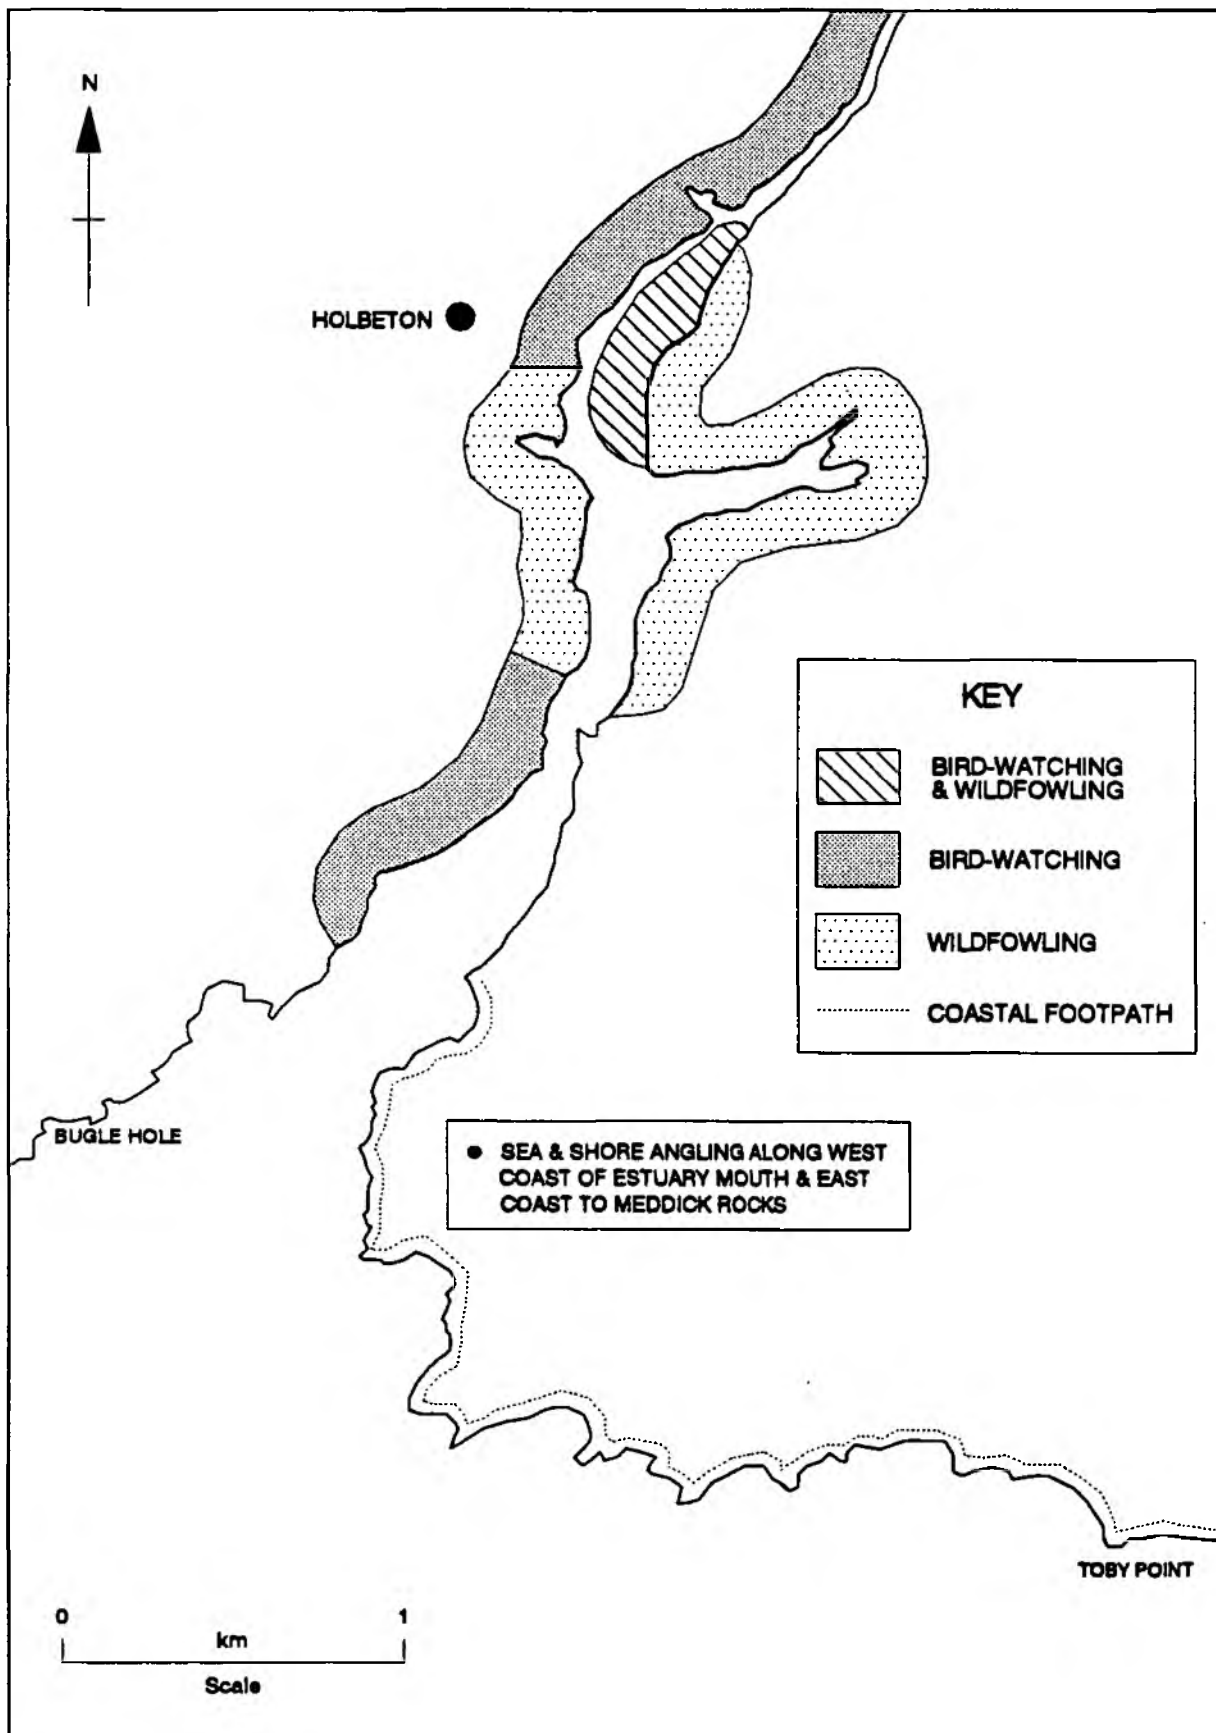 N
HOLBETON
KEY
BIRD-WATCHING
& WILDFOWLING
BIRD-WATCHING
WILDFOWLING
COASTAL FOOTPATH
BUGLE HOLE
● SEA & SHORE ANGLING ALONG WEST
COAST OF ESTUARY MOUTH & EAST
COAST TO MEDDICK ROCKS
TOBY POINT
0 1
km
Scale